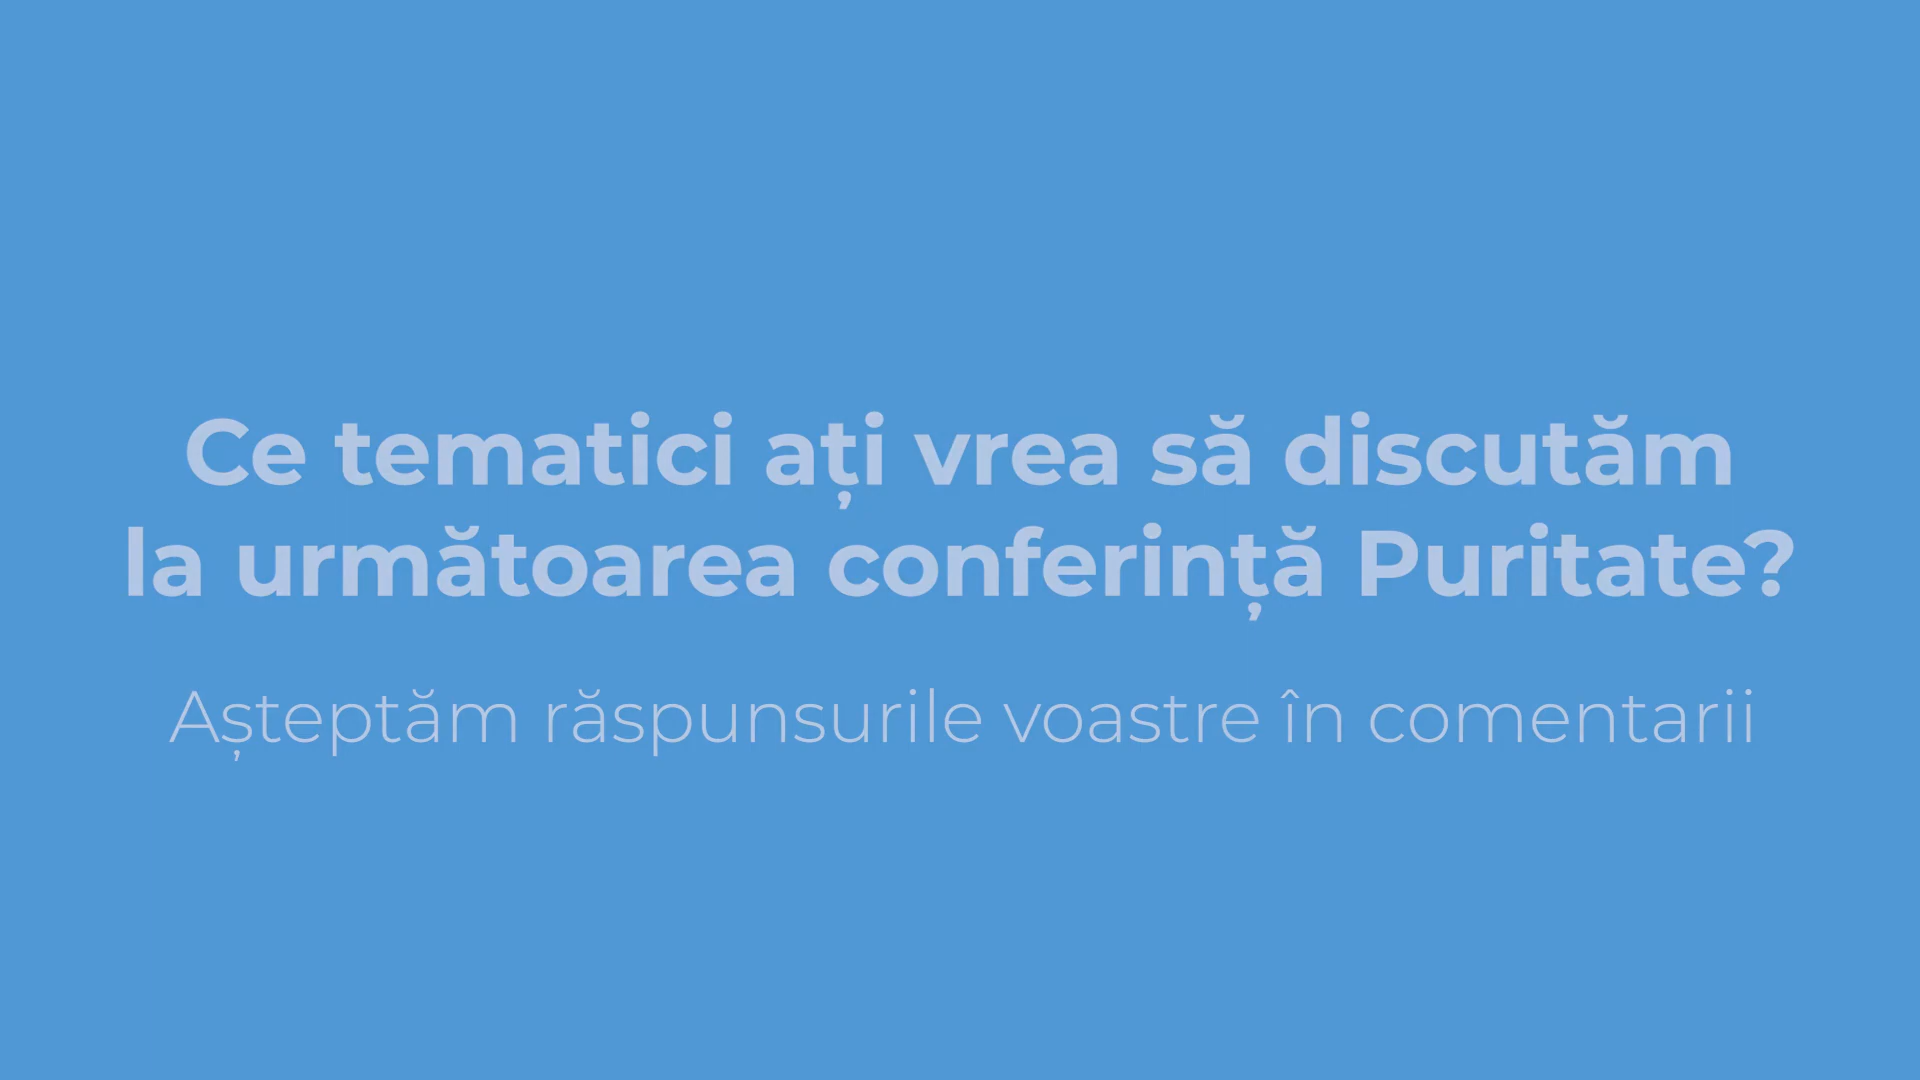 Ce tematici ați vrea să discutăm
la următoarea conferință Puritate?
Așteptăm răspunsurile voastre în comentarii